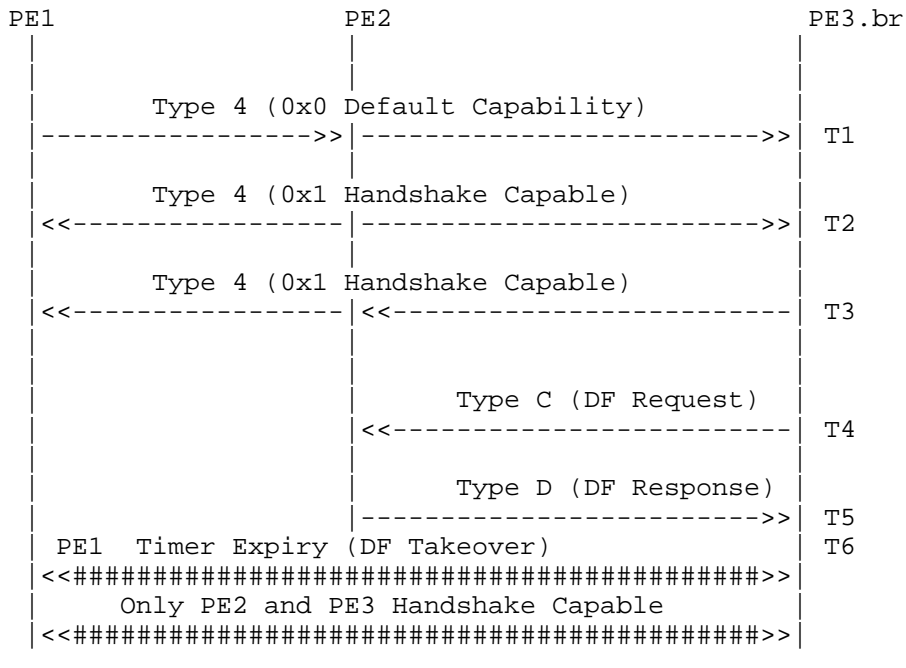 PE1 PE2 PE3.br
Type 4 (0x0 Default Capability)
T1
Type 4 (0x1 Handshake Capable)
T2
Type 4 (0x1 Handshake Capable)
T3
Type C (DF Request)
T4
Type D (DF Response)
T5
PE1 Timer Expiry (DF Takeover) T6
Only PE2 and PE3 Handshake Capable